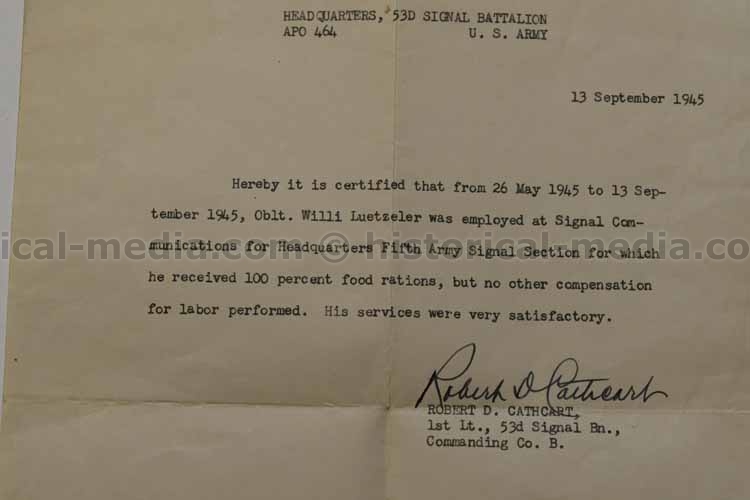 HEADQUARTERS, 53D SIGNAL BATTALION
APO 464 U. S. ARMY
13 September 1945
Hereby it is certified that from 26 May 1945 to 13 Sep-
tember 1945, Oblt. Willi Luetzeler was employed at Signal Com-
munications for Headquarters Fifth Army Signal Section for which
ical-media.com © historical-media.com ©
he received 100 percent food rations, but no other compensation
for labor performed. His services were very satisfactory.
Robert D Cathcart
ROBERT D. CATHCART,
1st Lt., 53d Signal Bn.,
Commanding Co. B.